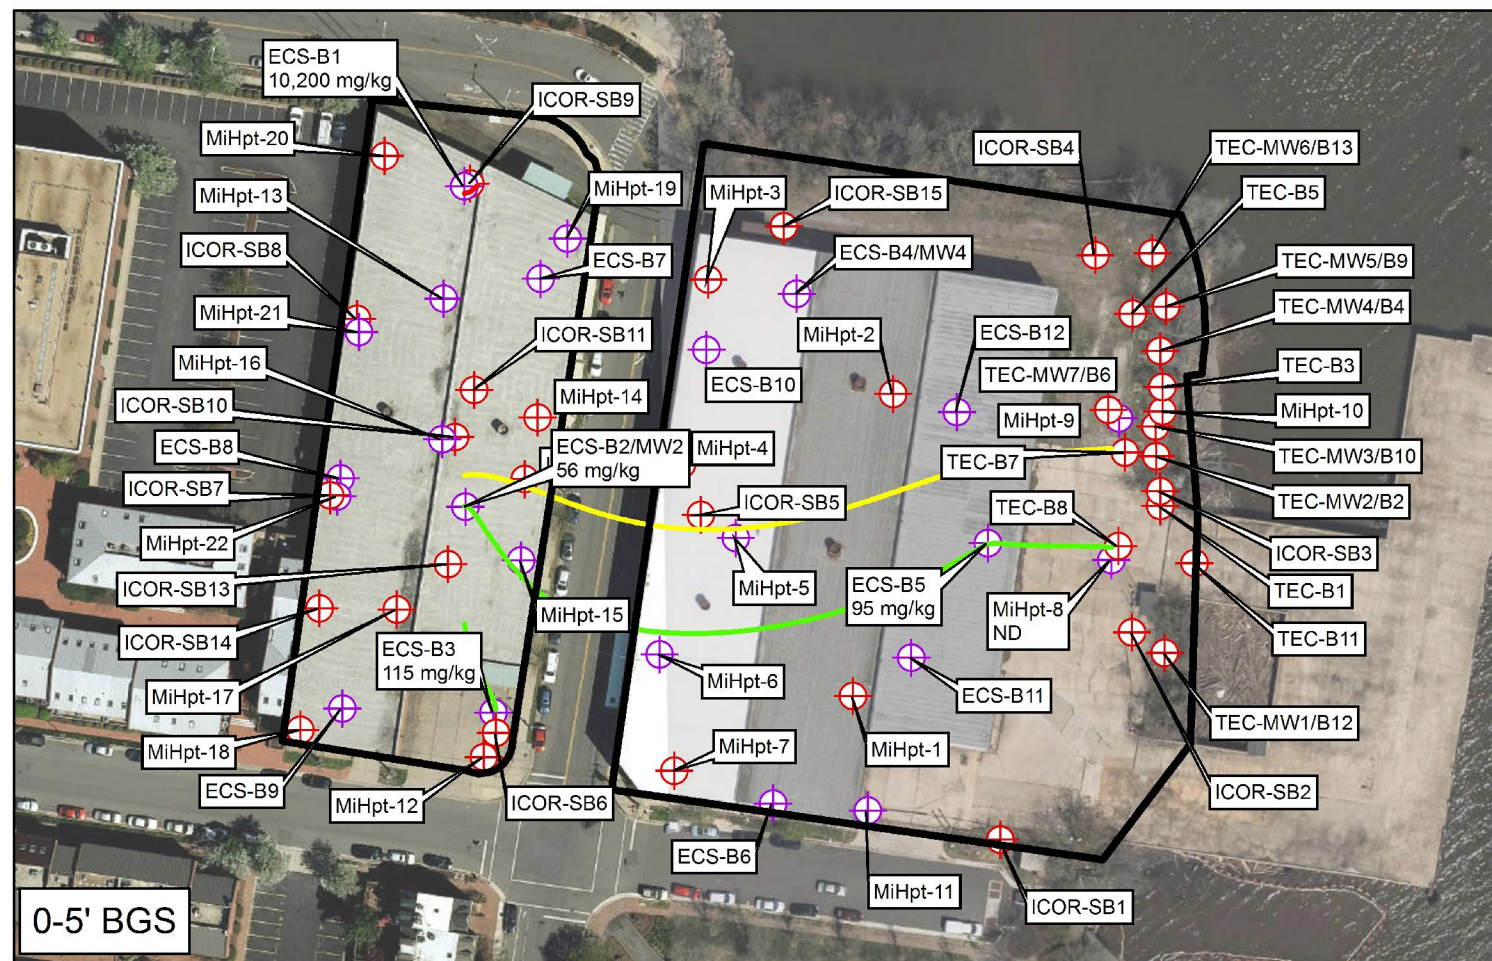 ECS-B1
10,200 mg/kg
ICOR-SB9
MiHpt-20
MiHpt-13
MiHpt-19
ICOR-SB8
ECS-B7
MiHpt-21
MiHpt-16
ICOR-SB11
ICOR-SB10
MiHpt-14
ECS-B8
ECS-B2/MW2
56 mg/kg
ICOR-SB7
MiHpt-22
ICOR-SB13
MiHpt-15
ICOR-SB14
ECS-B3
115 mg/kg
MiHpt-17
MiHpt-18
ECS-B9
MiHpt-12
ICOR-SB6
MiHpt-3
ICOR-SB15
ICOR-SB4
TEC-MW6/B13
TEC-B5
ECS-B4/MW4
TEC-MW5/B9
TEC-MW4/B4
MiHpt-2
ECS-B12
ECS-B10
TEC-MW7/B6
TEC-B3
MiHpt-10
MiHpt-9
MiHpt-4
TEC-B7
TEC-MW3/B10
ICOR-SB5
TEC-MW2/B2
TEC-B8
ICOR-SB3
MiHpt-5
ECS-B5
95 mg/kg
MiHpt-8
ND
TEC-B1
TEC-B11
MiHpt-6
ECS-B11
TEC-MW1/B12
MiHpt-7
MiHpt-1
ICOR-SB2
ECS-B6
MiHpt-11
ICOR-SB1
0-5' BGS